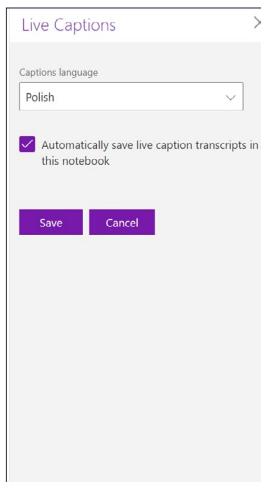 Live Captions
Captions language
Polish
Automatically save live caption transcripts in
this notebook
Save Cancel